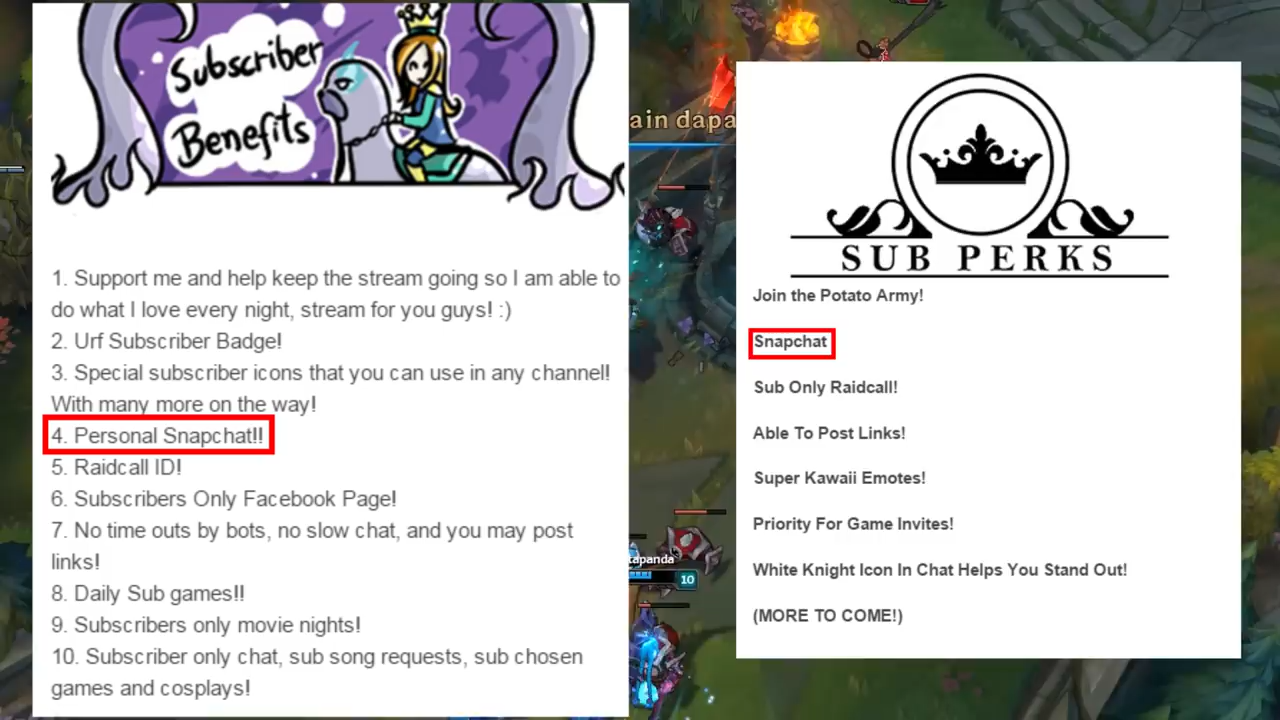 Subscriber
Benefits
1. Support me and help keep the stream going so I am able to
do what I love every night, stream for you guys! :)
2. Urf Subscriber Badge!
3. Special subscriber icons that you can use in any channel!
With many more on the way!
4. Personal Snapchat!!
5. Raidcall ID!
6. Subscribers Only Facebook Page!
7. No time outs by bots, no slow chat, and you may post
links!
8. Daily Sub games!!
9. Subscribers only movie nights!
10. Subscriber only chat, sub song requests, sub chosen
games and cosplays!
ain dapa
tapanda
10
SUB PERKS
Join the Potato Army!
Snapchat
Sub Only Raidcall!
Able To Post Links!
Super Kawaii Emotes!
Priority For Game Invites!
White Knight Icon In Chat Helps You Stand Out!
(MORE TO COME!)